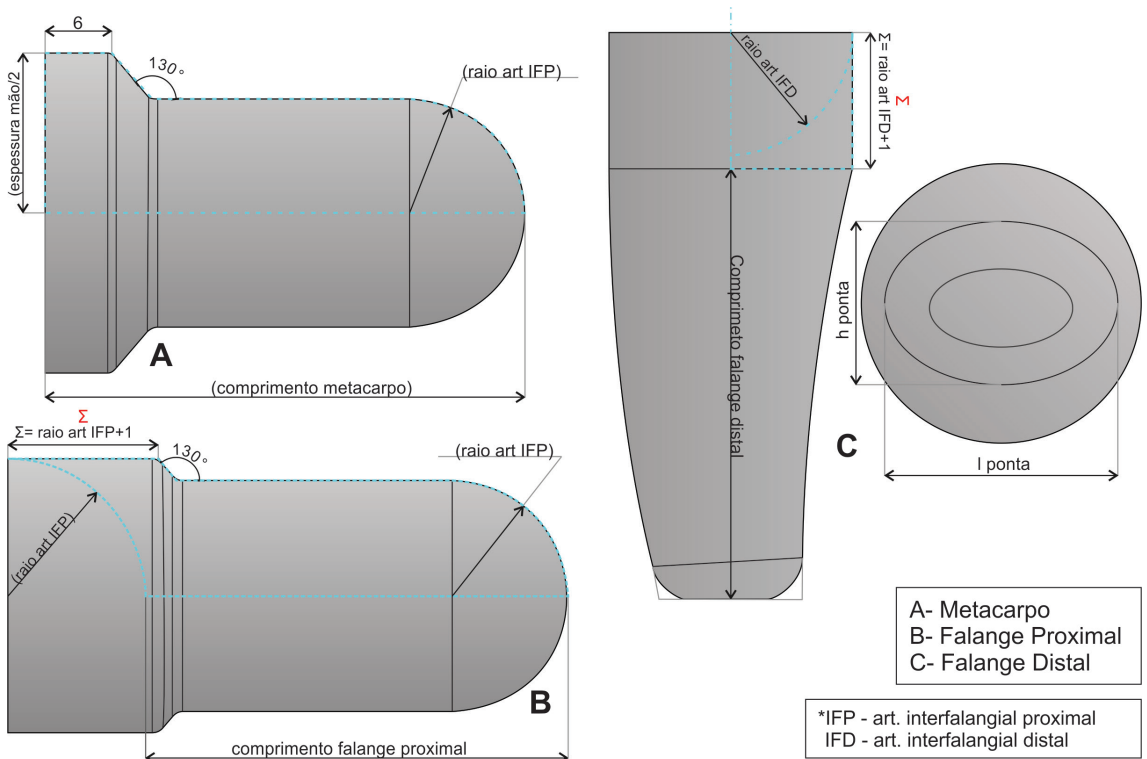 6
130°
(espessura mão/2
(raio art IFP)
A
(comprimento metacarpo)
Σ
Σ= raio art IFP+1
130°
(raio art IFP)
(raio art IFP)
B
comprimento falange proximal
raio art IFD
Σ= raio art IFD+1
Σ
Comprimeto falange distal
h ponta
C
l ponta
A- Metacarpo
B- Falange Proximal
C- Falange Distal
*IFP - art. interfalangial proximal
IFD - art. interfalangial distal